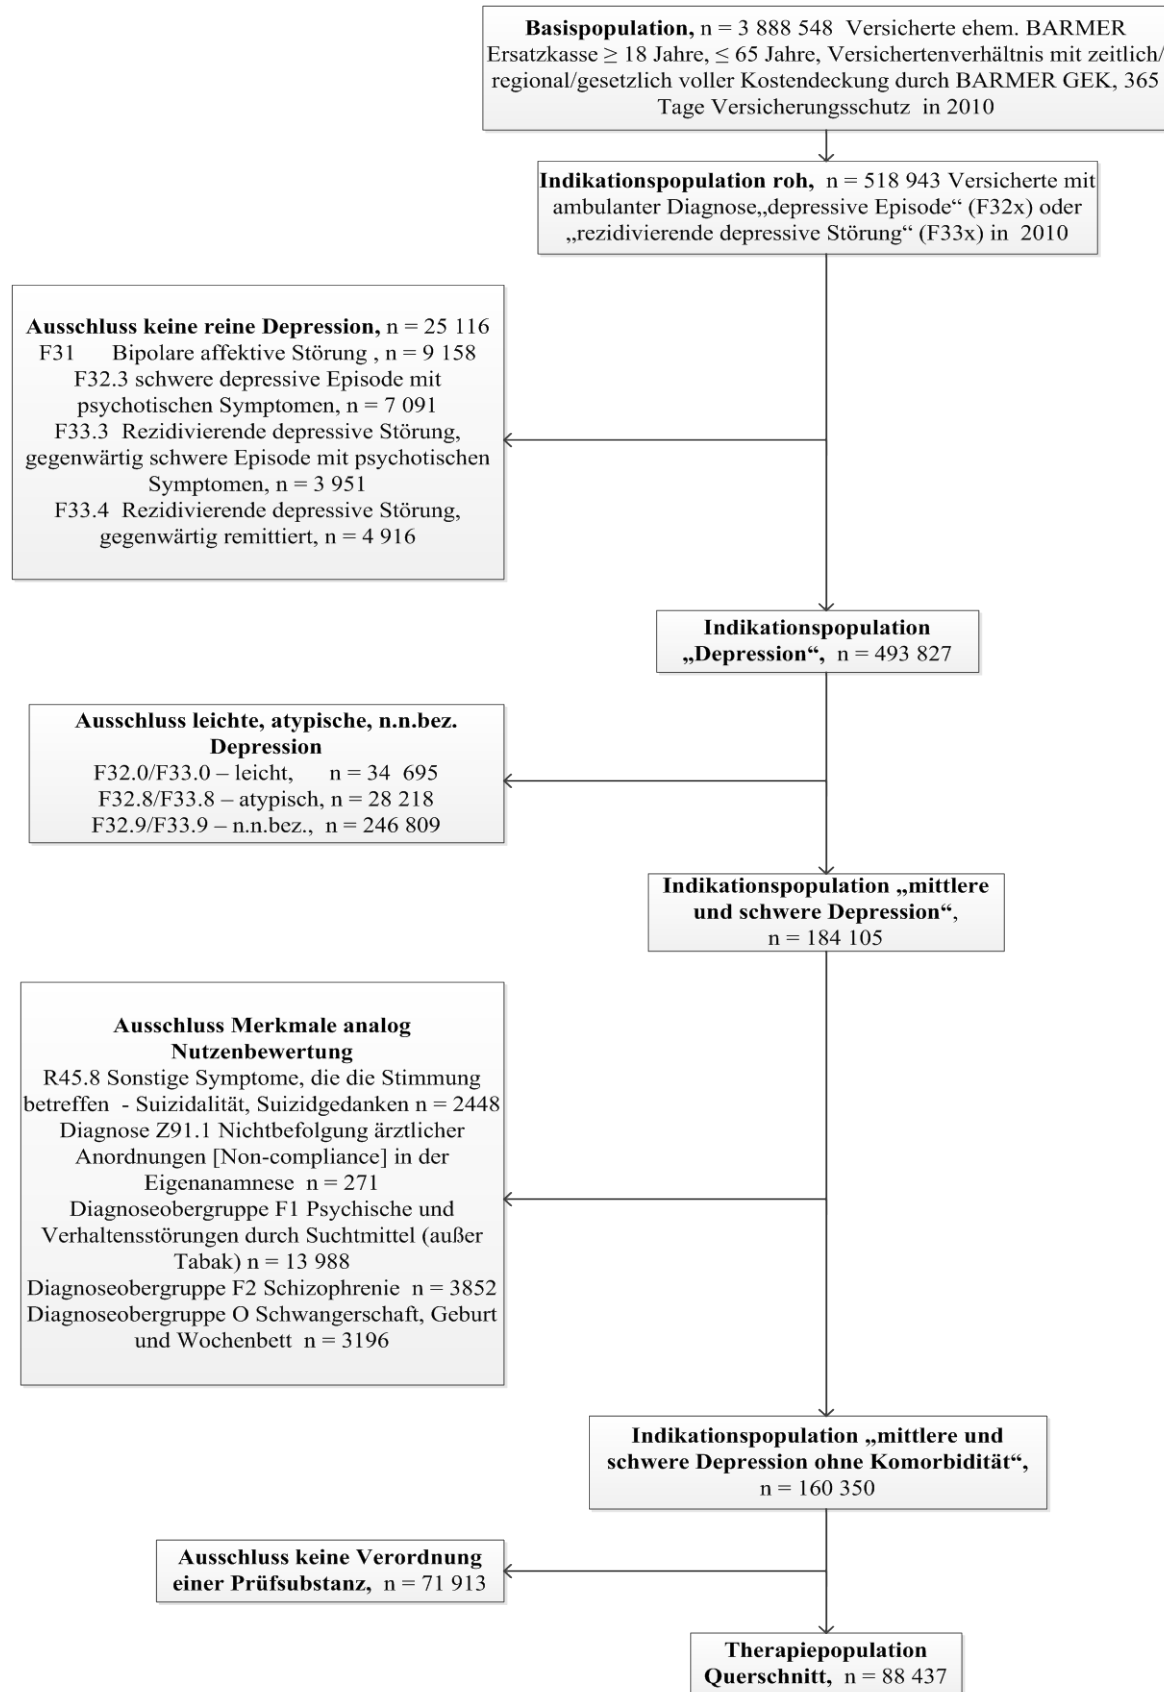 Basispopulation, n = 3 888 548 Versicherte ehem. BARMER
Ersatzkasse ≥ 18 Jahre, ≤ 65 Jahre, Versichertenverhältnis mit zeitlich/
regional/gesetzlich voller Kostendeckung durch BARMER GEK, 365
Tage Versicherungsschutz in 2010
Indikationspopulation roh, n = 518 943 Versicherte mit
ambulanter Diagnose„depressive Episode“ (F32x) oder
„rezidivierende depressive Störung“ (F33x) in 2010
Ausschluss keine reine Depression, n = 25 116
F31 Bipolare affektive Störung , n = 9 158
F32.3 schwere depressive Episode mit
psychotischen Symptomen, n = 7 091
F33.3 Rezidivierende depressive Störung,
gegenwärtig schwere Episode mit psychotischen
Symptomen, n = 3 951
F33.4 Rezidivierende depressive Störung,
gegenwärtig remittiert, n = 4 916
Indikationspopulation
„Depression“, n = 493 827
Ausschluss leichte, atypische, n.n.bez.
Depression
F32.0/F33.0 – leicht, n = 34 695
F32.8/F33.8 – atypisch, n = 28 218
F32.9/F33.9 – n.n.bez., n = 246 809
Indikationspopulation „mittlere
und schwere Depression“,
n = 184 105
Ausschluss Merkmale analog
Nutzenbewertung
R45.8 Sonstige Symptome, die die Stimmung
betreffen - Suizidalität, Suizidgedanken n = 2448
Diagnose Z91.1 Nichtbefolgung ärztlicher
Anordnungen [Non-compliance] in der
Eigenanamnese n = 271
Diagnoseobergruppe F1 Psychische und
Verhaltensstörungen durch Suchtmittel (außer
Tabak) n = 13 988
Diagnoseobergruppe F2 Schizophrenie n = 3852
Diagnoseobergruppe O Schwangerschaft, Geburt
und Wochenbett n = 3196
Indikationspopulation „mittlere und
schwere Depression ohne Komorbidität“,
n = 160 350
Ausschluss keine Verordnung
einer Prüfsubstanz, n = 71 913
Therapiepopulation
Querschnitt, n = 88 437